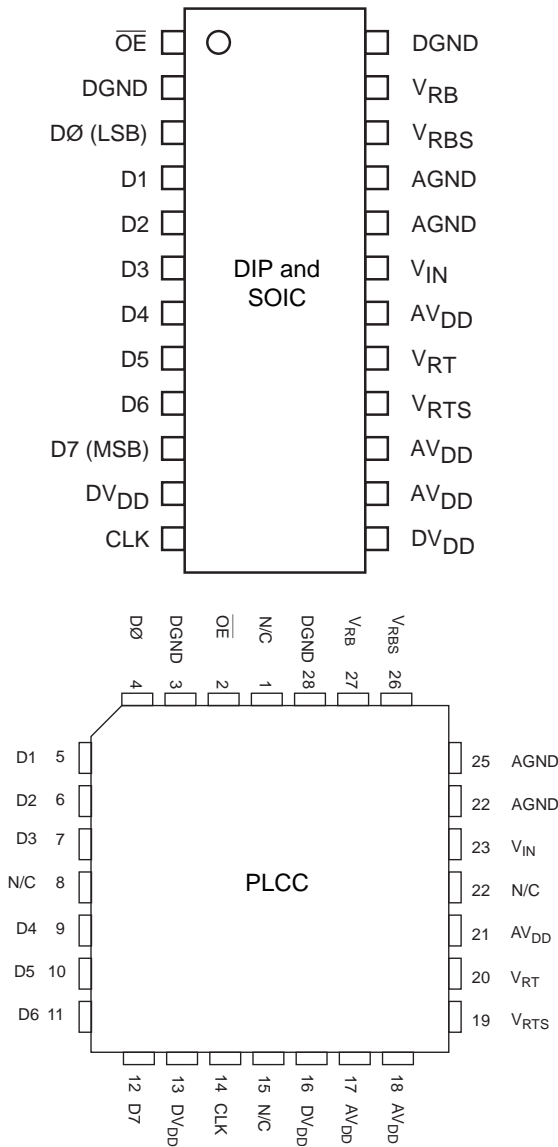 OE DGND
DGND VRB
DØ (LSB) VRBS
D1 AGND
D2 AGND
DIP and
SOIC
D3 VIN
D4 AVDD
D5 VRT
D6 VRTS
D7 (MSB) AVDD
DVDD AVDD
CLK DVDD
DØ DGND OE N/C DGND VRB VRBS
4 3 2 1 28 27 26
D1 5 25 AGND
D2 6 22 AGND
D3 7 23 VIN
N/C 8 PLCC 22 N/C
D4 9 21 AVDD
D5 10 20 VRT
D6 11 19 VRTS
12 13 14 15 16 17 18
D7 DVDD CLK N/C DVDD AVDD AVDD